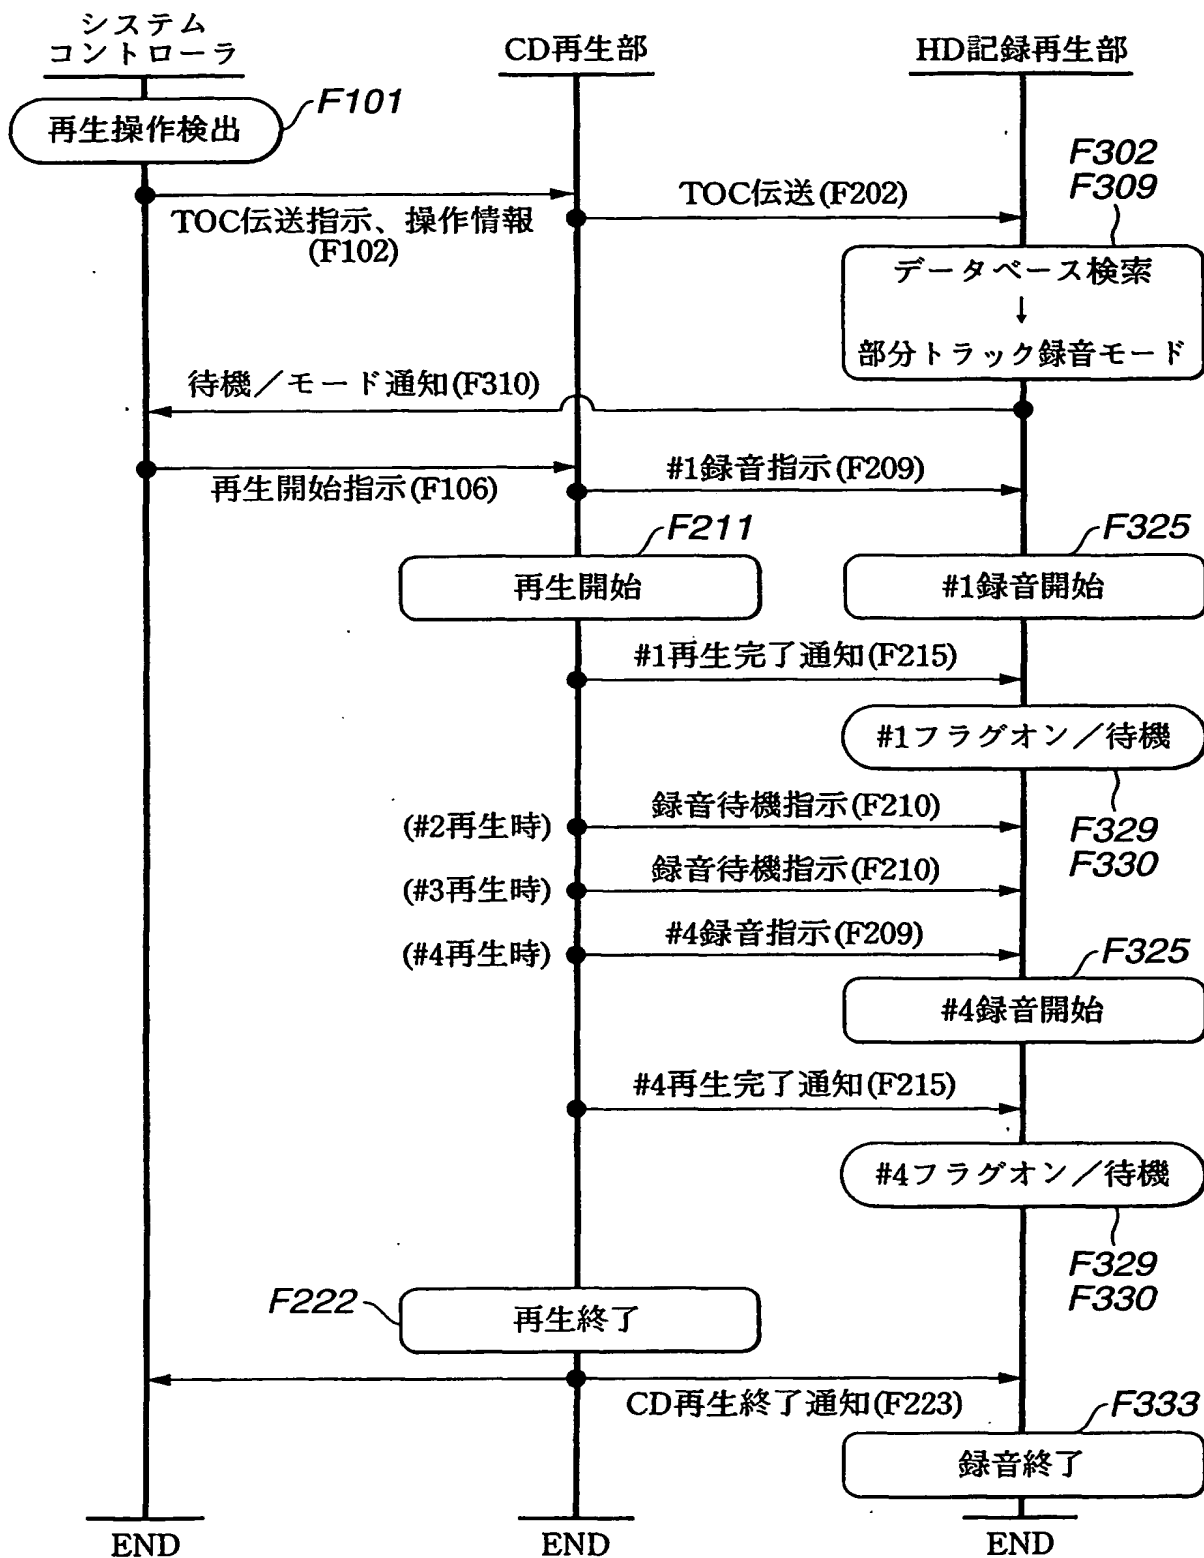 システム
コントローラ
CD再生部
HD記録再生部
再生操作検出
F101
TOC伝送指示、操作情報
(F102)
TOC伝送(F202)
F302
F309
データベース検索
↓
部分トラック録音モード
待機／モード通知(F310)
再生開始指示(F106)
#1録音指示(F209)
F211
F325
再生開始
#1録音開始
#1再生完了通知(F215)
#1フラグオン／待機
F329
F330
(#2再生時)
録音待機指示(F210)
(#3再生時)
録音待機指示(F210)
(#4再生時)
#4録音指示(F209)
F325
#4録音開始
#4再生完了通知(F215)
#4フラグオン／待機
F329
F330
F222
再生終了
CD再生終了通知(F223)
F333
録音終了
END
END
END